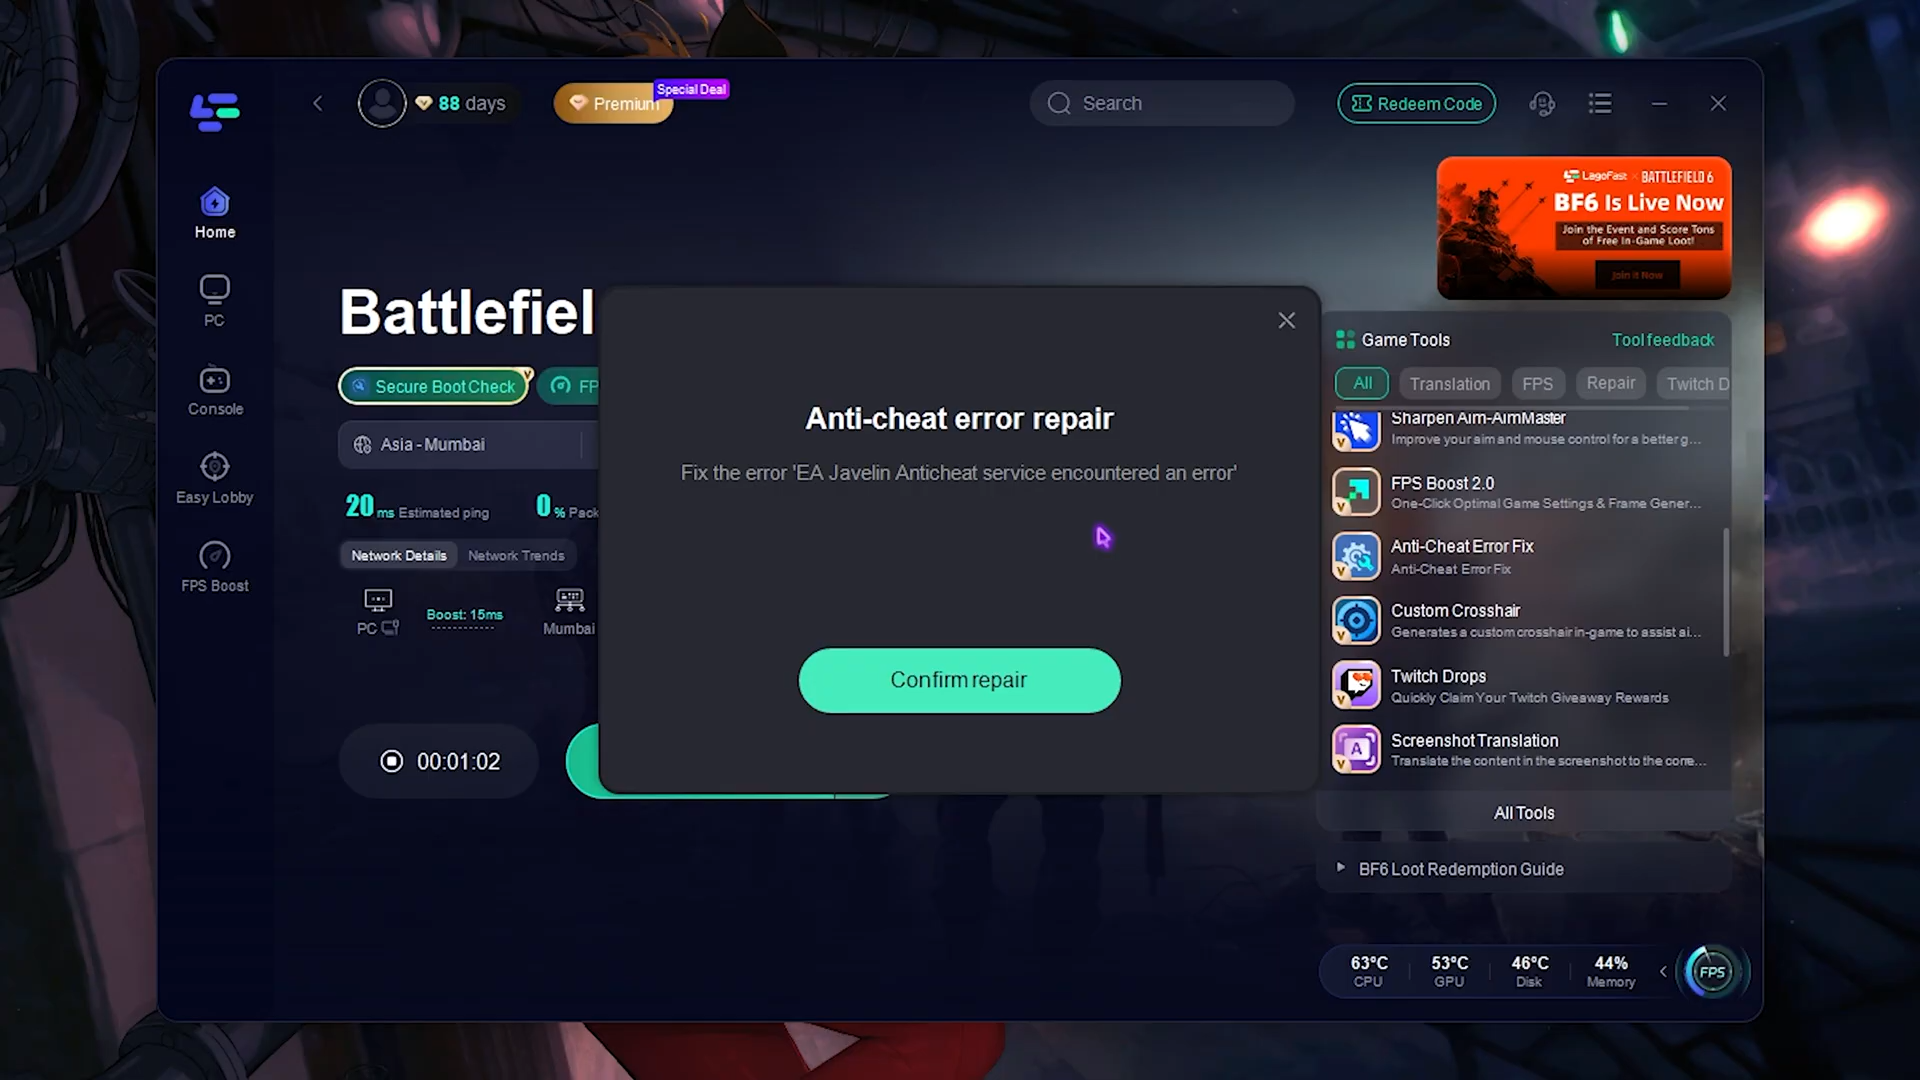 88 days
Premium
Special Deal
Search
Redeem Code
Home
PC
Console
Easy Lobby
FPS Boost
LagoFast × BATTLEFIELD 6
BF6 Is Live Now
Join the Event and Score Tons
of Free In-Game Loot!
Join It Now
Battlefiel
Secure Boot Check
FP
Asia - Mumbai
20 ms Estimated ping
0 % Pack
Network Details
Network Trends
PC
Boost: 15ms
Mumbai
00:01:02
Anti-cheat error repair
Fix the error 'EA Javelin Anticheat service encountered an error'
Confirm repair
Game Tools
Tool feedback
All
Translation
FPS
Repair
Twitch D
Sharpen Aim-AimMaster
Improve your aim and mouse control for a better g...
FPS Boost 2.0
One-Click Optimal Game Settings & Frame Gener...
Anti-Cheat Error Fix
Anti-Cheat Error Fix
Custom Crosshair
Generates a custom crosshair in-game to assist ai...
Twitch Drops
Quickly Claim Your Twitch Giveaway Rewards
Screenshot Translation
Translate the content in the screenshot to the corre...
All Tools
BF6 Loot Redemption Guide
63°C
CPU
53°C
GPU
46°C
Disk
44%
Memory
FPS